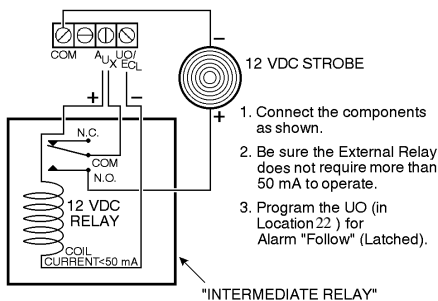 COM
AUX
UO/
ECL
−
12 VDC STROBE
+
−
+
N.C.
COM
N.O.
12 VDC
RELAY
COIL
CURRENT<50 mA
1. Connect the components
as shown.
2. Be sure the External Relay
does not require more than
50 mA to operate.
3. Program the UO (in
Location 22 ) for
Alarm "Follow" (Latched).
"INTERMEDIATE RELAY"